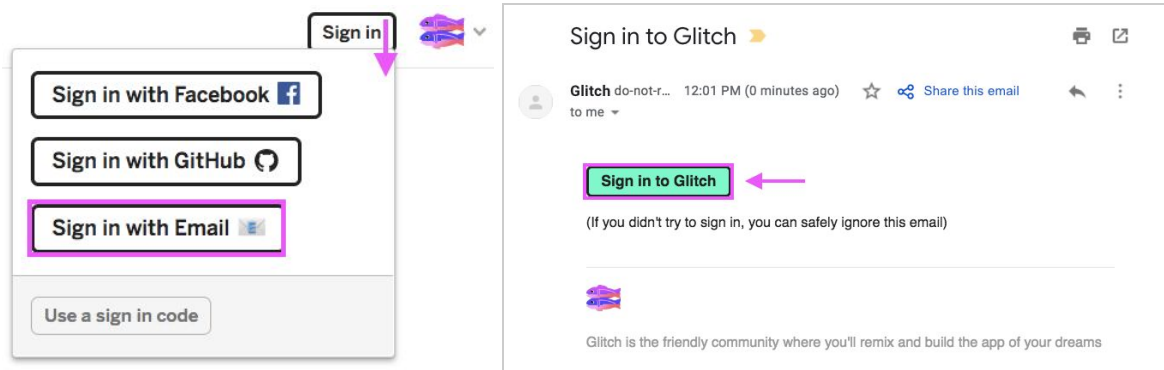 Sign in
Sign in with Facebook
Sign in with GitHub
Sign in with Email
Use a sign in code
Sign in to Glitch
Glitch do-not-r... 12:01 PM (0 minutes ago) Share this email
to me
Sign in to Glitch
(If you didn't try to sign in, you can safely ignore this email)
Glitch is the friendly community where you'll remix and build the app of your dreams